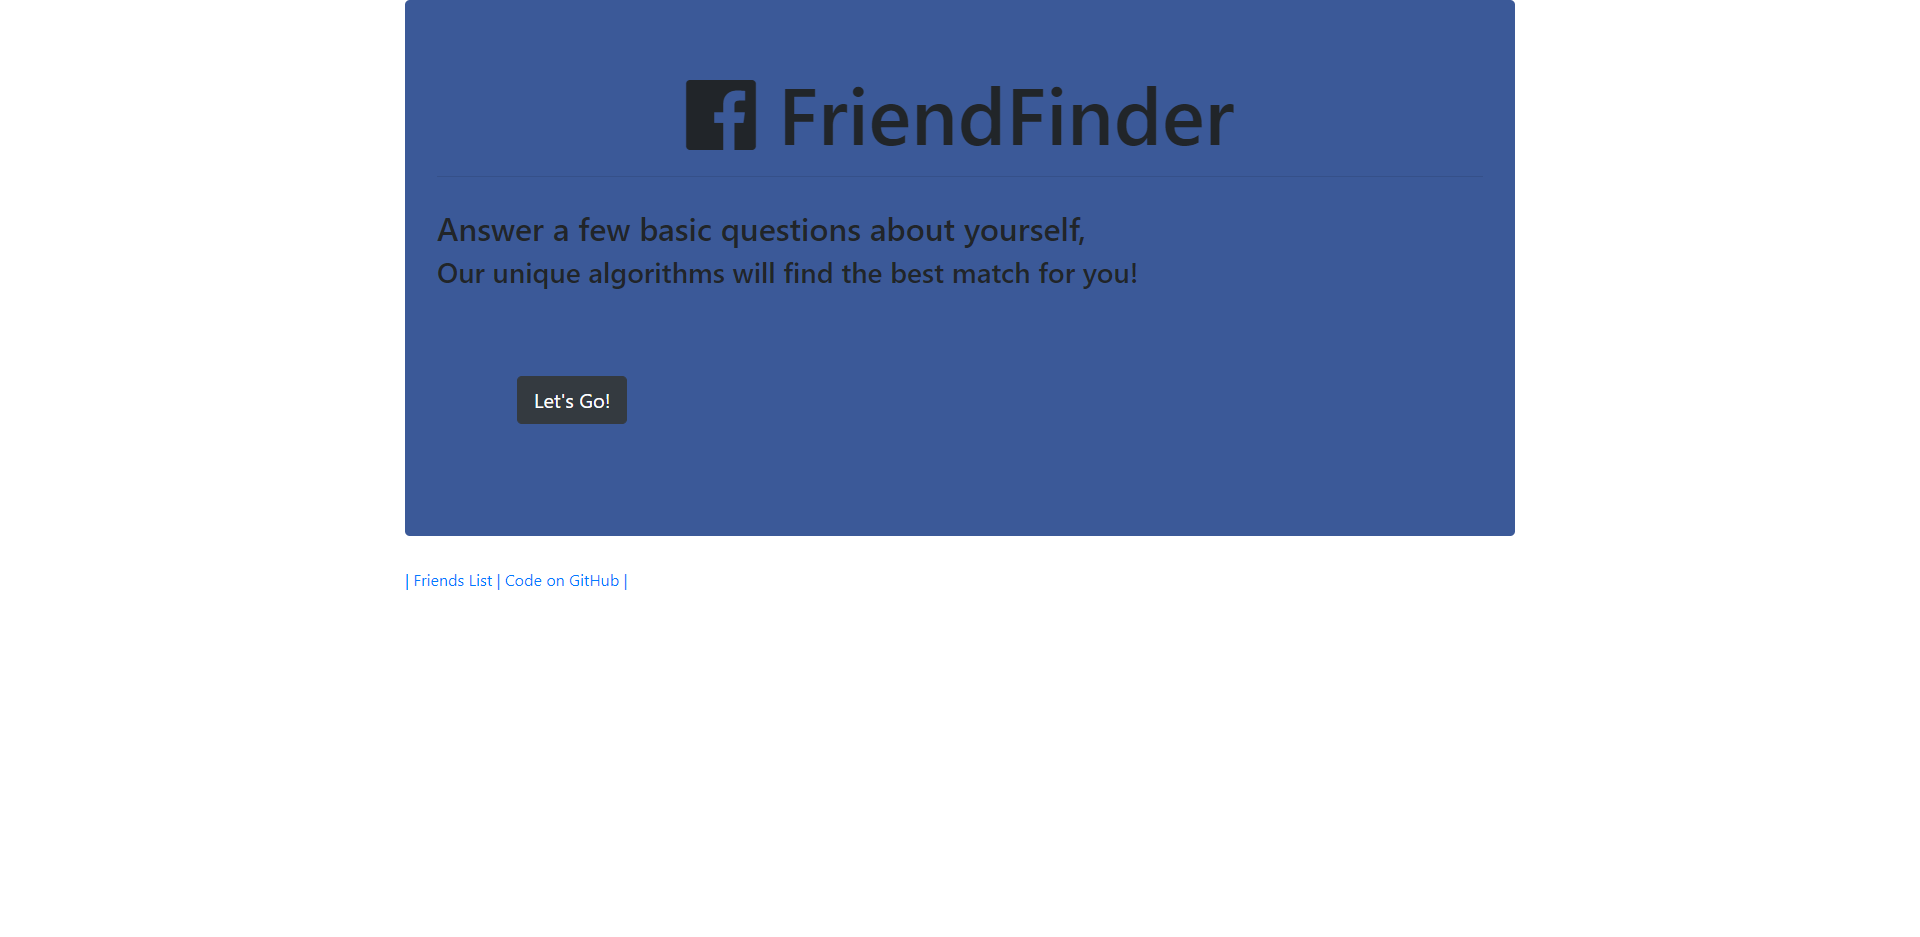 FriendFinder
Answer a few basic questions about yourself,
Our unique algorithms will find the best match for you!
Let's Go!
| Friends List | Code on GitHub |